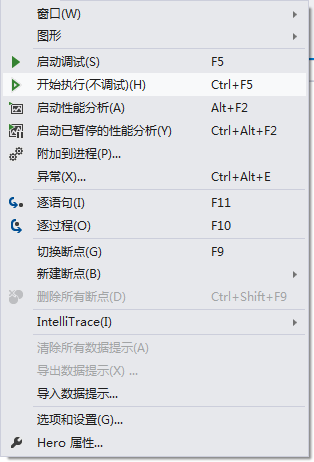 窗口(W)
图形
启动调试(S) F5
开始执行(不调试)(H) Ctrl+F5
启动性能分析(A) Alt+F2
启动已暂停的性能分析(Y) Ctrl+Alt+F2
附加到进程(P)...
异常(X)... Ctrl+Alt+E
逐语句(I) F11
逐过程(O) F10
切换断点(G) F9
新建断点(B)
删除所有断点(D) Ctrl+Shift+F9
IntelliTrace(I)
清除所有数据提示(A)
导出数据提示(X) ...
导入数据提示...
选项和设置(G)...
Hero 属性...